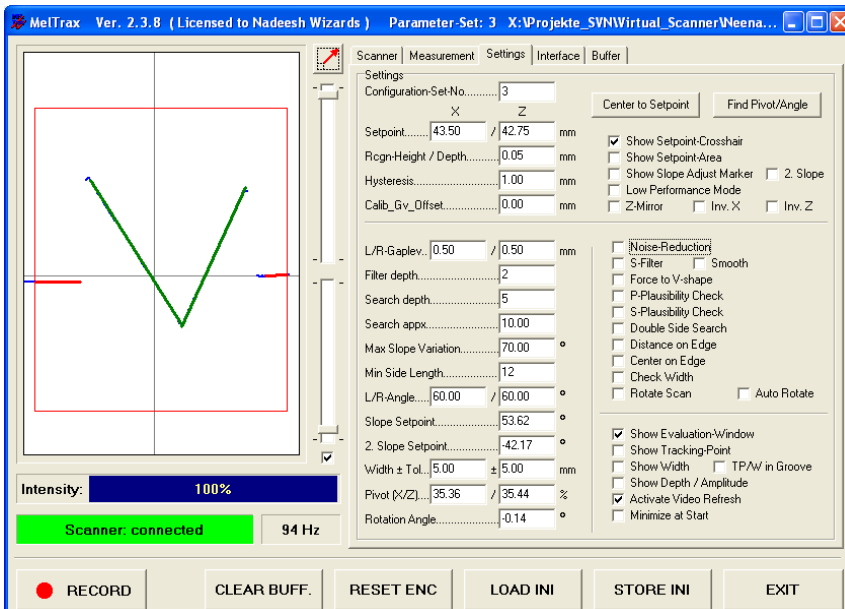 MelTrax Ver. 2.3.8 ( Licensed to Nadeesh Wizards ) Parameter-Set: 3 X:\Projekte_SVN\Virtual_Scanner\Neena...
Scanner Measurement Settings Interface Buffer
Settings
Configuration-Set-No.......... 3
X Z
Setpoint....... 43.50 / 42.75 mm
Rcgn-Height / Depth......... 0.05 mm
Hysteresis..................... 1.00 mm
Calib_Gv_Offset................. 0.00 mm
Center to Setpoint Find Pivot/Angle
Show Setpoint-Crosshair
Show Setpoint-Area
Show Slope Adjust Marker 2. Slope
Low Performance Mode
Z-Mirror Inv. X Inv. Z
L/R-Gaplev.. 0.50 / 0.50 mm
Filter depth..................... 2
Search depth..................... 5
Search appx..................... 10.00
Max Slope Variation.......... 70.00 °
Min Side Length................. 12
L/R-Angle..... 60.00 / 60.00 °
Slope Setpoint................. 53.62 °
2. Slope Setpoint............... -42.17 °
Width ± Tol... 5.00 ± 5.00 mm
Pivot (X/Z).... 35.36 / 35.44 %
Rotation Angle................. -0.14 °
Noise-Reduction
S-Filter Smooth
Force to V-shape
P-Plausibility Check
S-Plausibility Check
Double Side Search
Distance on Edge
Center on Edge
Check Width
Rotate Scan Auto Rotate
Show Evaluation-Window
Show Tracking-Point
Show Width TP/W in Groove
Show Depth / Amplitude
Activate Video Refresh
Minimize at Start
Intensity: 100%
Scanner: connected 94 Hz
RECORD CLEAR BUFF. RESET ENC LOAD INI STORE INI EXIT